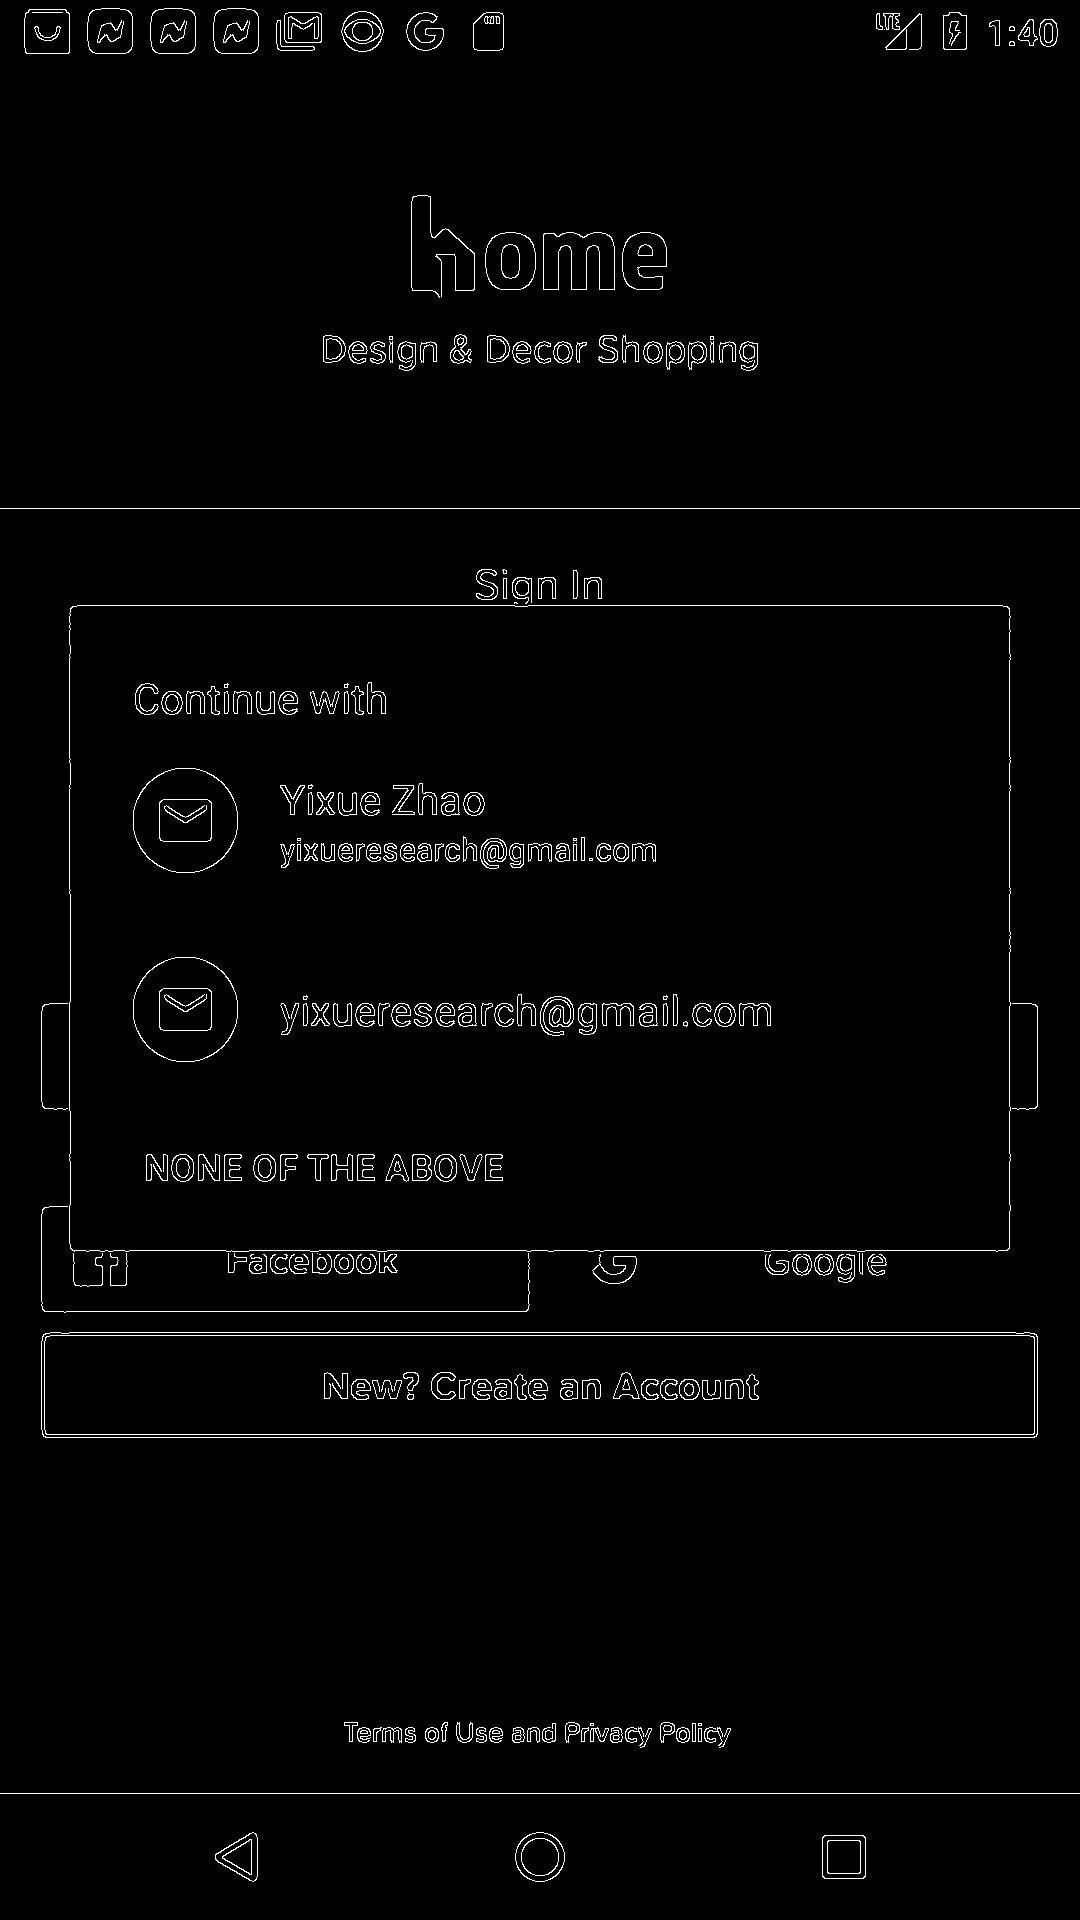 LTE 1:40
home
Design & Decor Shopping
Sign In
Continue with
Yixue Zhao
yixueresearch@gmail.com
yixueresearch@gmail.com
NONE OF THE ABOVE
Facebook Google
New? Create an Account
Terms of Use and Privacy Policy